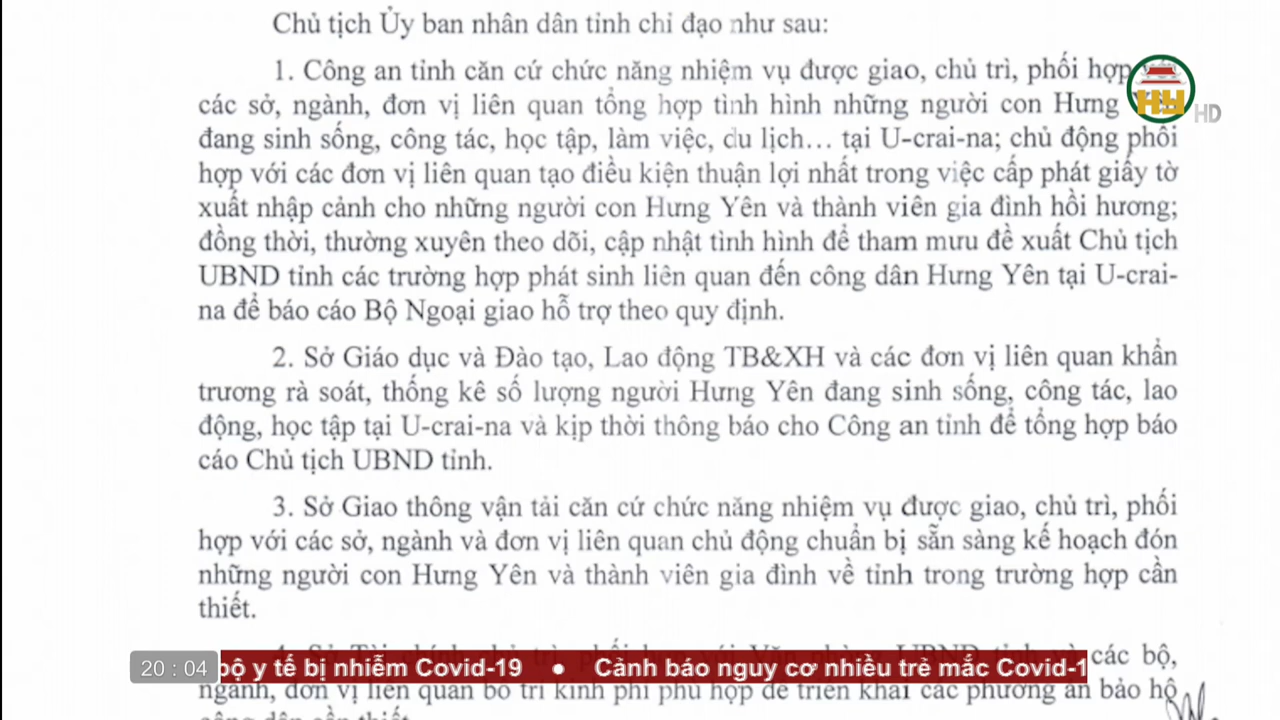 Chủ tịch Ủy ban nhân dân tỉnh chỉ đạo như sau:
1. Công an tỉnh căn cứ chức năng nhiệm vụ được giao, chủ trì, phối hợp
các sở, ngành, đơn vị liên quan tổng hợp tình hình những người con Hưng
đang sinh sống, công tác, học tập, làm việc, du lịch... tại U-crai-na; chủ động phối
hợp với các đơn vị liên quan tạo điều kiện thuận lợi nhất trong việc cấp phát giấy tờ
xuất nhập cảnh cho những người con Hưng Yên và thành viên gia đình hồi hương;
đồng thời, thường xuyên theo dõi, cập nhật tình hình để tham mưu đề xuất Chủ tịch
UBND tỉnh các trường hợp phát sinh liên quan đến công dân Hưng Yên tại U-crai-
na để báo cáo Bộ Ngoại giao hỗ trợ theo quy định.
2. Sở Giáo dục và Đào tạo, Lao động TB&XH và các đơn vị liên quan khẩn
trương rà soát, thống kê số lượng người Hưng Yên đang sinh sống, công tác, lao
động, học tập tại U-crai-na và kịp thời thông báo cho Công an tỉnh để tổng hợp báo
cáo Chủ tịch UBND tỉnh.
3. Sở Giao thông vận tải căn cứ chức năng nhiệm vụ được giao, chủ trì, phối
hợp với các sở, ngành và đơn vị liên quan chủ động chuẩn bị sẵn sàng kế hoạch đón
những người con Hưng Yên và thành viên gia đình về tỉnh trong trường hợp cần
thiết.
các bộ,
ngành, đơn vị liên quan bố trí kinh phí phù hợp để triển khai các phương án bảo hộ
HY HD
20 : 04 bộ y tế bị nhiễm Covid-19 ● Cảnh báo nguy cơ nhiều trẻ mắc Covid-1